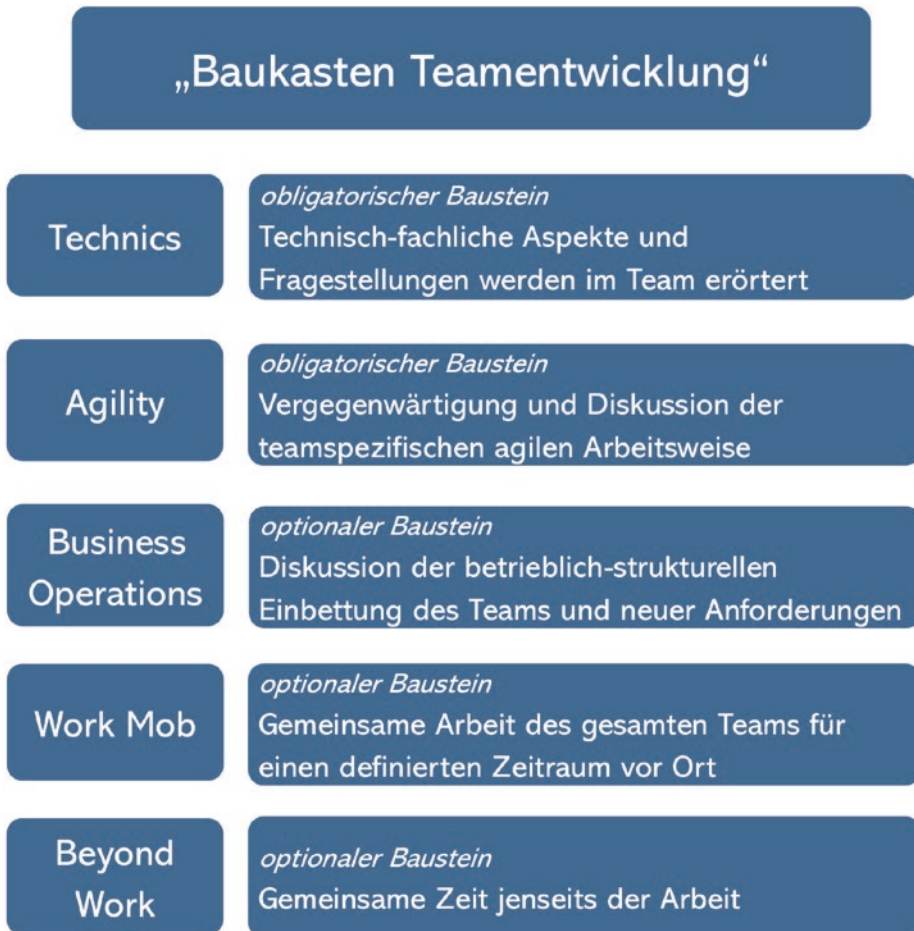 „Baukasten Teamentwicklung“
Technics
obligatorischer Baustein
Technisch-fachliche Aspekte und
Fragestellungen werden im Team erörtert
Agility
obligatorischer Baustein
Vergegenwärtigung und Diskussion der
teamspezifischen agilen Arbeitsweise
Business
Operations
optionaler Baustein
Diskussion der betrieblich-strukturellen
Einbettung des Teams und neuer Anforderungen
Work Mob
optionaler Baustein
Gemeinsame Arbeit des gesamten Teams für
einen definierten Zeitraum vor Ort
Beyond
Work
optionaler Baustein
Gemeinsame Zeit jenseits der Arbeit